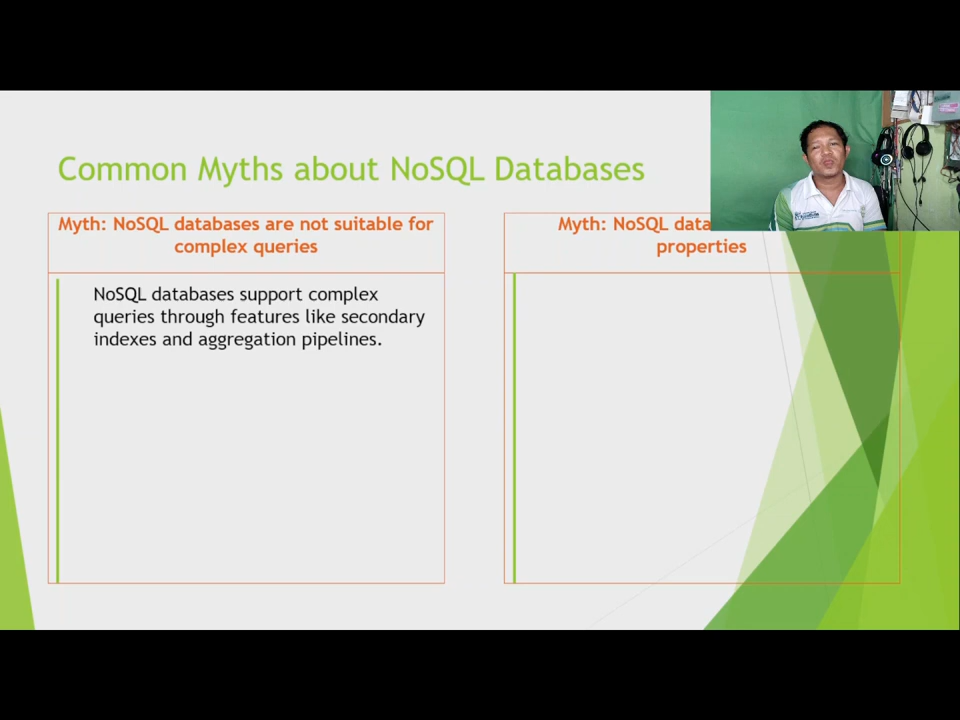 Common Myths about NoSQL Databases
Myth: NoSQL databases are not suitable for
complex queries
NoSQL databases support complex
queries through features like secondary
indexes and aggregation pipelines.
Myth: NoSQL data
properties